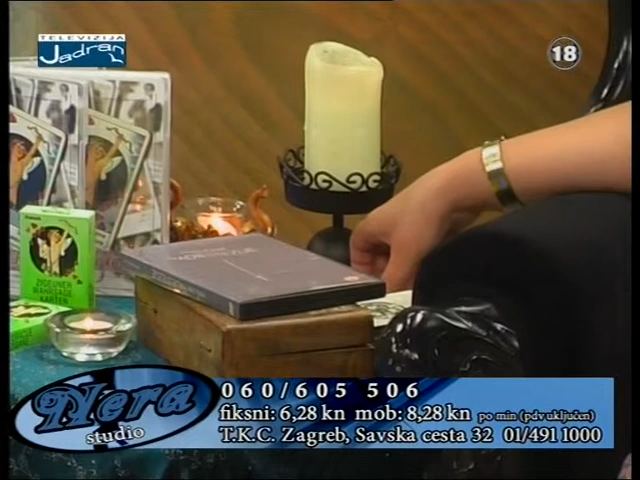 TELEVIZIJA
Jadran
18
ZIGEUNER
WAHRSAGE
KARTEN
Nera
studio
060/605 506
fiksni: 6,28 kn mob: 8,28 kn po min (pdv uključen)
T.K.C. Zagreb, Savska cesta 32 01/491 1000